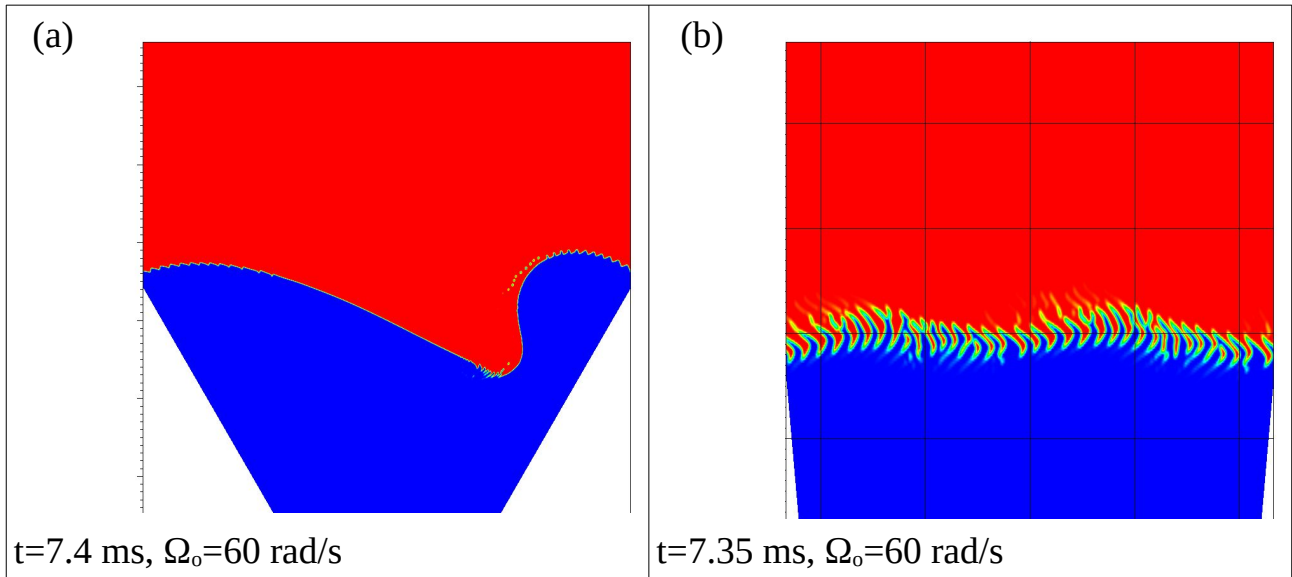 (a)
(b)
t=7.4 ms, Ωₒ=60 rad/s
t=7.35 ms, Ωₒ=60 rad/s